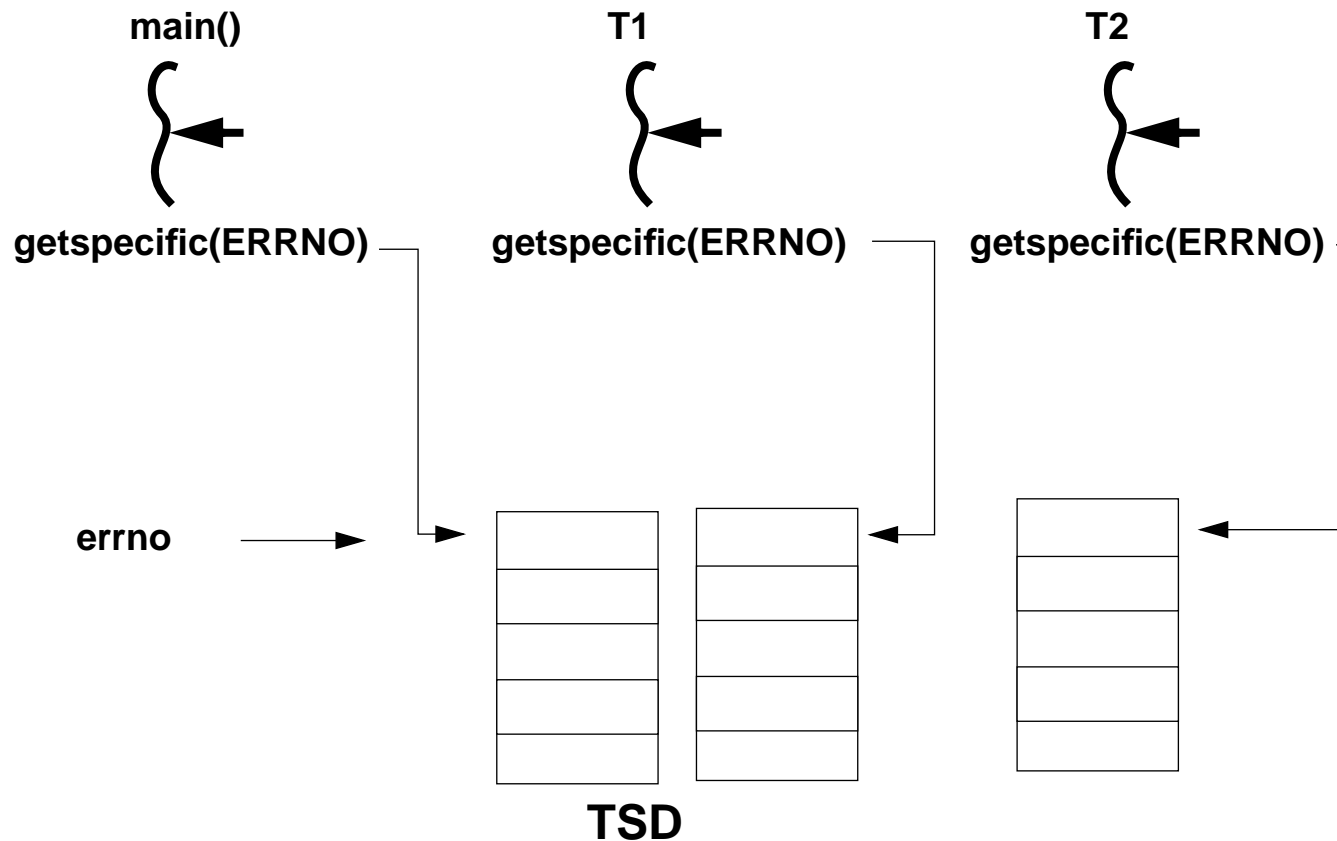 main()
T1
T2
getspecific(ERRNO)
getspecific(ERRNO)
getspecific(ERRNO)
errno
TSD